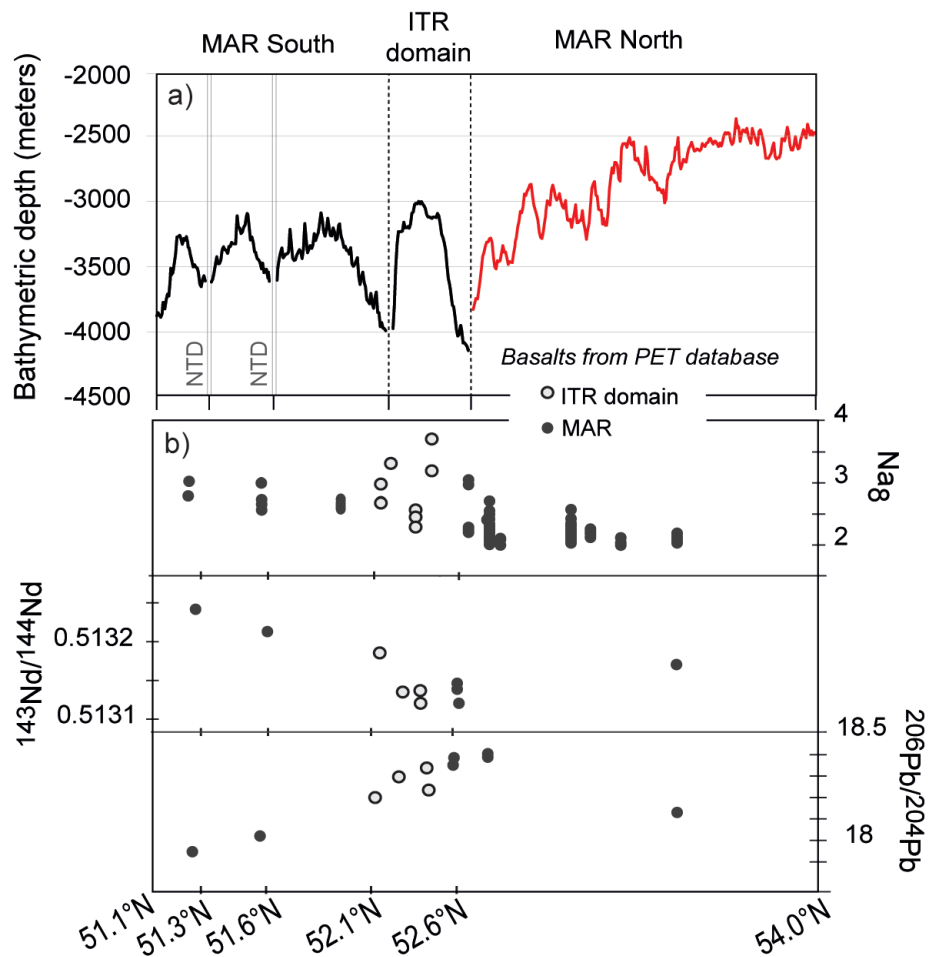 MAR South
ITR
domain
MAR North
Bathymetric depth (meters)
-2000
-2500
-3000
-3500
-4000
-4500
a)
NTD
NTD
Basalts from PET database
ITR domain
MAR
b)
4
3
2
Na8
143Nd/144Nd
0.5132
0.5131
18.5
18
206Pb/204Pb
51.1°N
51.3°N
51.6°N
52.1°N
52.6°N
54.0°N